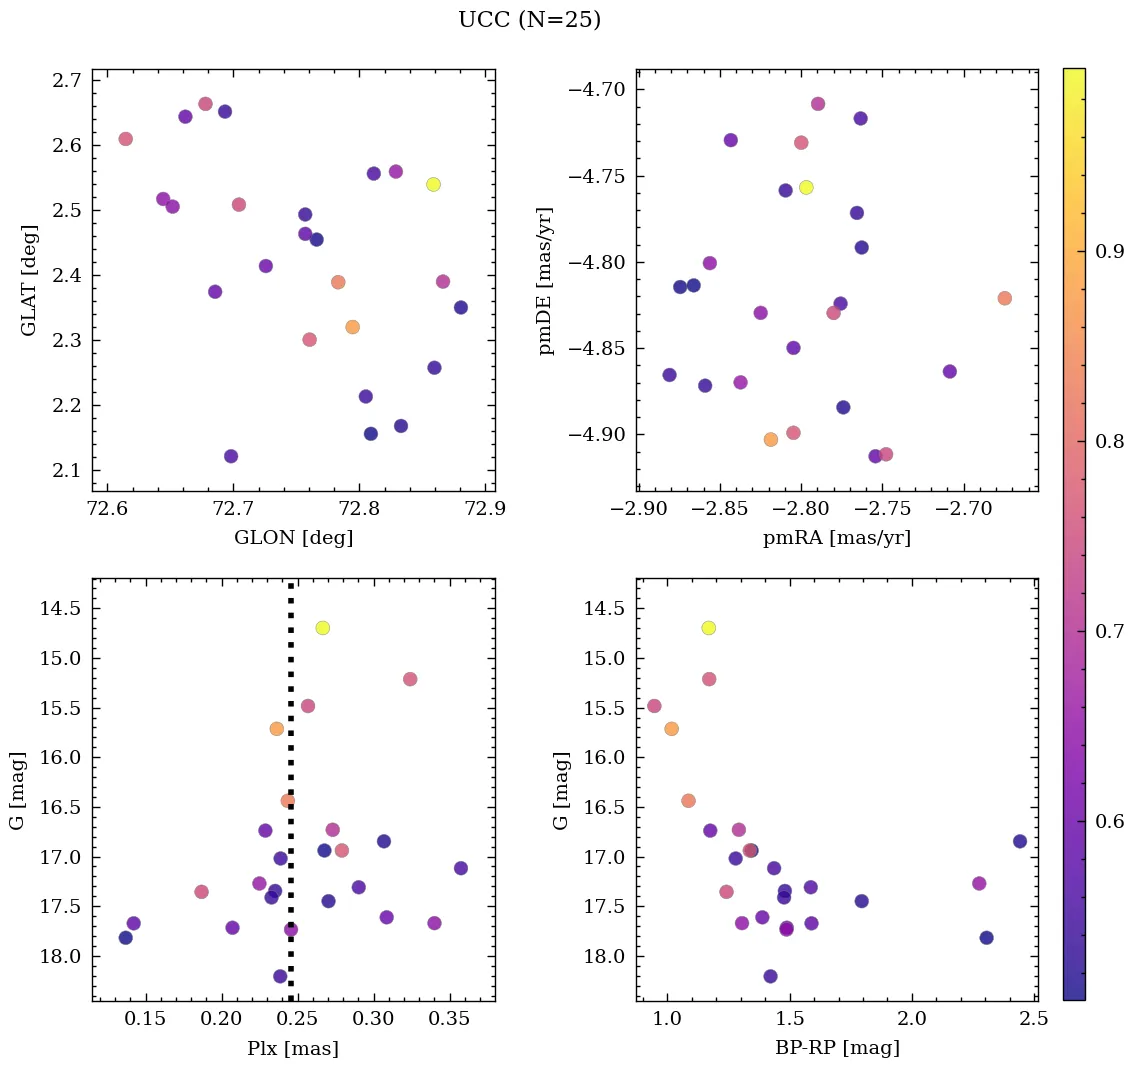 UCC (N=25)
2.7
2.6
2.5
2.4
2.3
2.2
2.1
GLAT [deg]
72.6 72.7 72.8 72.9
GLON [deg]
−4.70
−4.75
−4.80
−4.85
−4.90
pmDE [mas/yr]
−2.90 −2.85 −2.80 −2.75 −2.70
pmRA [mas/yr]
14.5
15.0
15.5
16.0
16.5
17.0
17.5
18.0
G [mag]
0.15 0.20 0.25 0.30 0.35
Plx [mas]
14.5
15.0
15.5
16.0
16.5
17.0
17.5
18.0
G [mag]
1.0 1.5 2.0 2.5
BP-RP [mag]
0.9
0.8
0.7
0.6